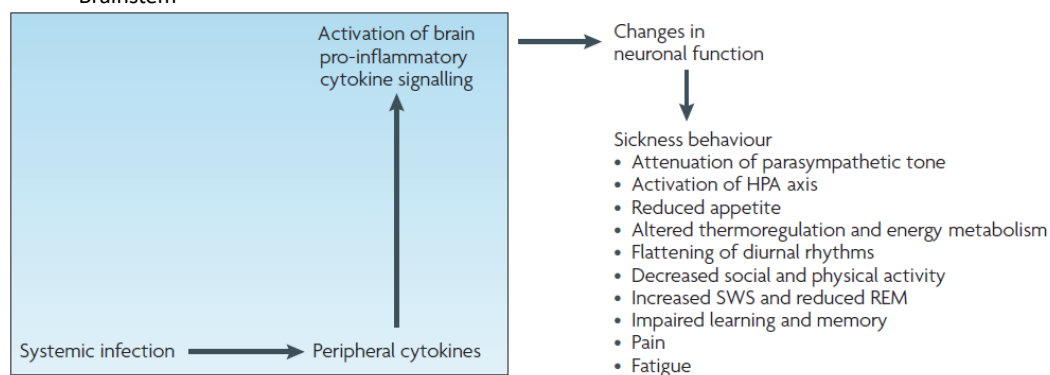 Brainstem
Activation of brain
pro-inflammatory
cytokine signalling
Changes in
neuronal function
Sickness behaviour
• Attenuation of parasympathetic tone
• Activation of HPA axis
• Reduced appetite
• Altered thermoregulation and energy metabolism
• Flattening of diurnal rhythms
• Decreased social and physical activity
• Increased SWS and reduced REM
• Impaired learning and memory
• Pain
• Fatigue
Systemic infection
Peripheral cytokines